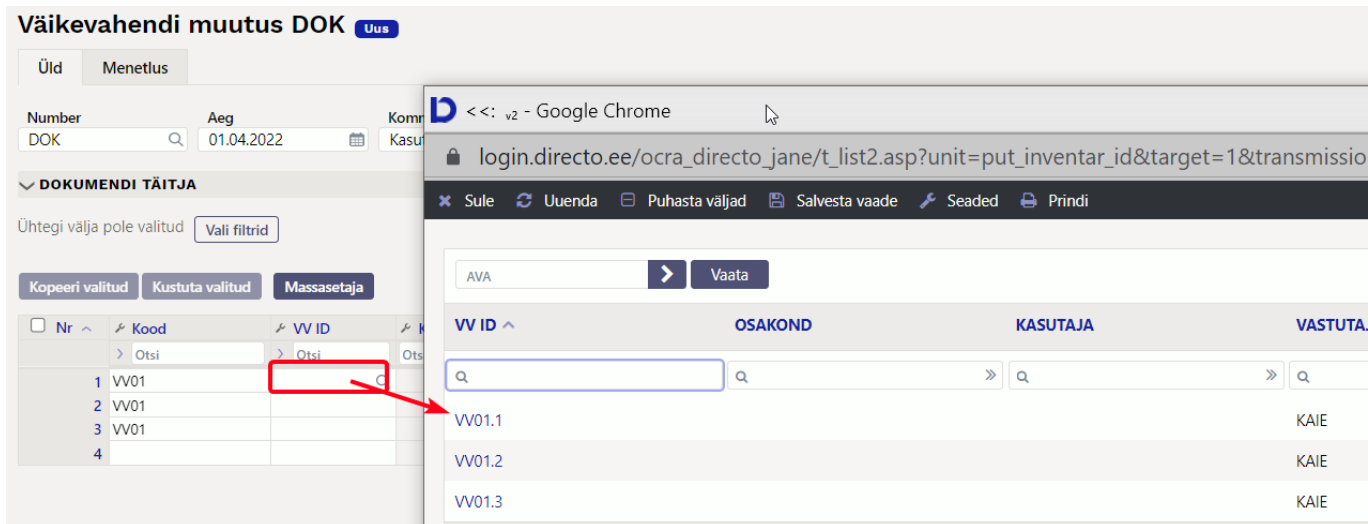 Väikevahendi muutus DOK Uus
Üld Menetlus
Number Aeg
DOK 01.04.2022
DOKUMENDI TÄITJA
Ühtegi välja pole valitud Vali filtrid
Kopeeri valitud Kustuta valitud Massasetaja
Nr Kood VV ID
Otsi Otsi
1 VV01
2 VV01
3 VV01
4
<<: v2 - Google Chrome
login.directo.ee/ocra_directo_jane/t_list2.asp?unit=put_inventar_id&target=1&transmissio
Sule Uuenda Puhasta väljad Salvesta vaade Seaded Prindi
AVA Vaata
VV ID OSAKOND KASUTAJA VASTUTAJ
VV01.1 KAIE
VV01.2 KAIE
VV01.3 KAIE